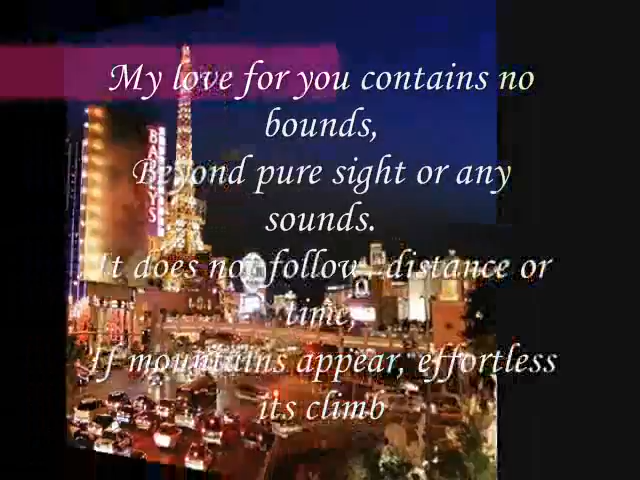 My love for you contains no
bounds,
Beyond pure sight or any
sounds.
It does not follow, distance or
time,
If mountains appear, effortless
its climb
BALLYS